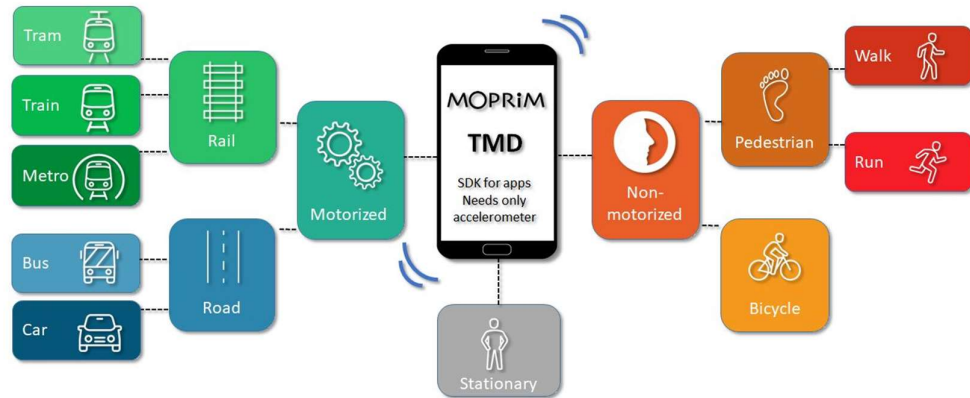 Tram
Train
Metro
Rail
Bus
Car
Road
Motorized
MOPRiM
TMD
SDK for apps
Needs only
accelerometer
Stationary
Non-
motorized
Pedestrian
Walk
Run
Bicycle